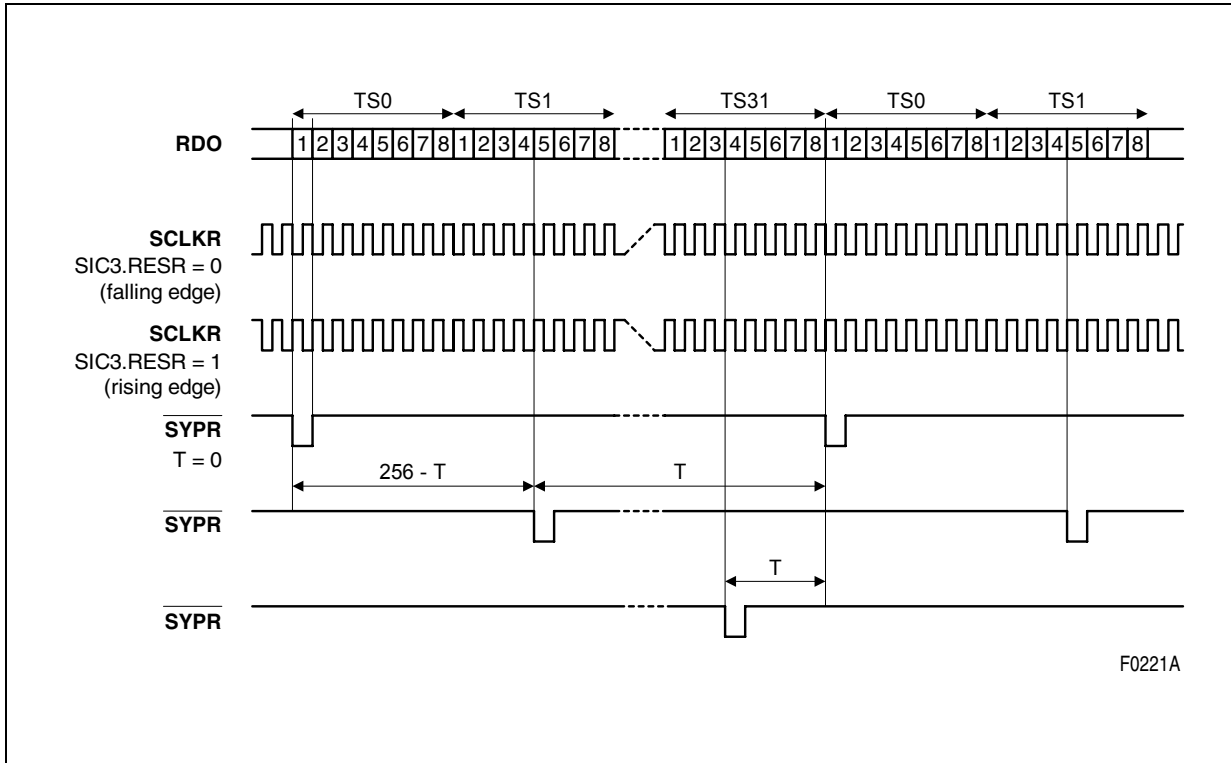 TS0 TS1 TS31 TS0 TS1
RDO 1 2 3 4 5 6 7 8 1 2 3 4 5 6 7 8 1 2 3 4 5 6 7 8 1 2 3 4 5 6 7 8 1 2 3 4 5 6 7 8
SCLKR
SIC3.RESR = 0
(falling edge)
SCLKR
SIC3.RESR = 1
(rising edge)
SYPR
T = 0
256 - T T
SYPR
T
SYPR
F0221A